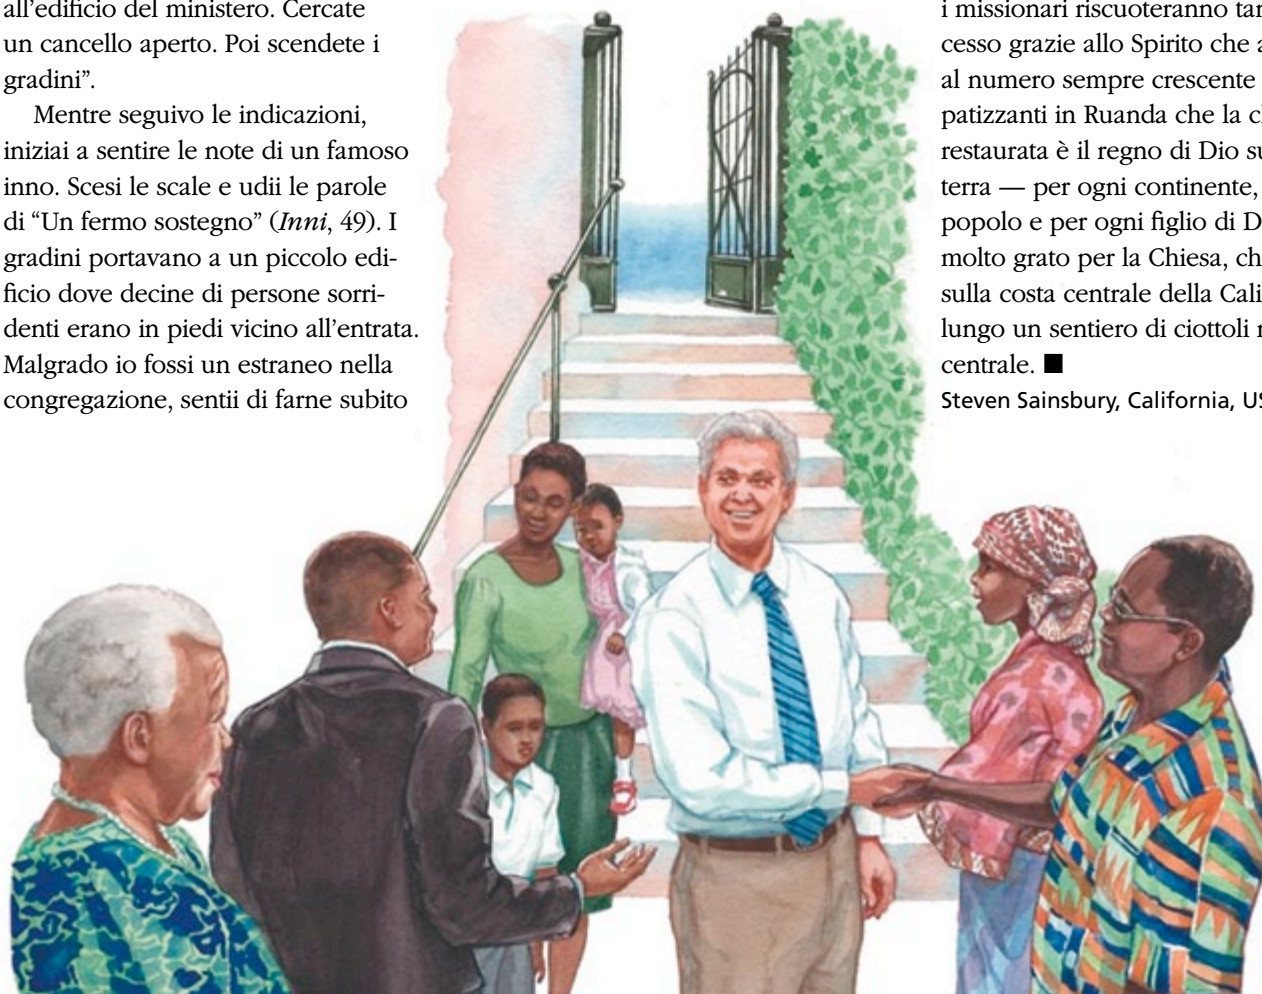 all'edificio del ministero. Cercate
un cancello aperto. Poi scendete i
gradini”.
Mentre seguivo le indicazioni,
iniziai a sentire le note di un famoso
inno. Scesi le scale e udii le parole
di “Un fermo sostegno” (Inni, 49). I
gradini portavano a un piccolo edi-
ficio dove decine di persone sorri-
denti erano in piedi vicino all'entrata.
Malgrado io fossi un estraneo nella
congregazione, sentii di farne subito
i missionari riscuoteranno
cesso grazie allo Spirito che
al numero sempre crescente
patizzanti in Ruanda che la
restaurata è il regno di Dio
terra — per ogni continente,
popolo e per ogni figlio di
molto grato per la Chiesa,
sulla costa centrale della
lungo un sentiero di ciottoli
centrale. ■
Steven Sainsbury, California,